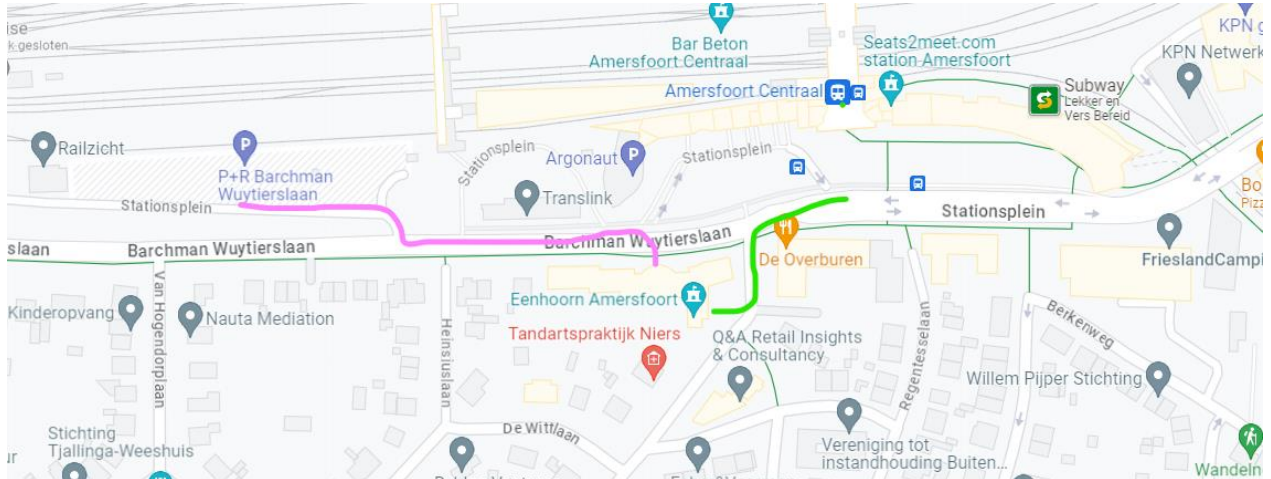 ise
k gesloten
Bar Beton
Amersfoort Centraal
Seats2meet.com
station Amersfoort
KPN g
KPN Netwerk
Amersfoort Centraal
Subway
Lekker en
Vers Bereid
Railzicht
P+R Barchman
Wuytierslaan
Stationsplein
Argonaut
Stationsplein
Translink
Stationsplein
Stationsplein
Bo
Pizz
slaan
Barchman Wuytierslaan
Barchman Wuytierslaan
De Overburen
FrieslandCampi
Kinderopvang
Van Hogendorplaan
Nauta Mediation
Heinsiuslaan
Eenhoorn Amersfoort
Tandartspraktijk Niers
Q&A Retail Insights
& Consultancy
Regentesselaan
Berkenweg
Willem Pijper Stichting
Stichting
Tjallinga-Weeshuis
De Wittlaan
Vereniging tot
instandhouding Buiten...
Wandeln